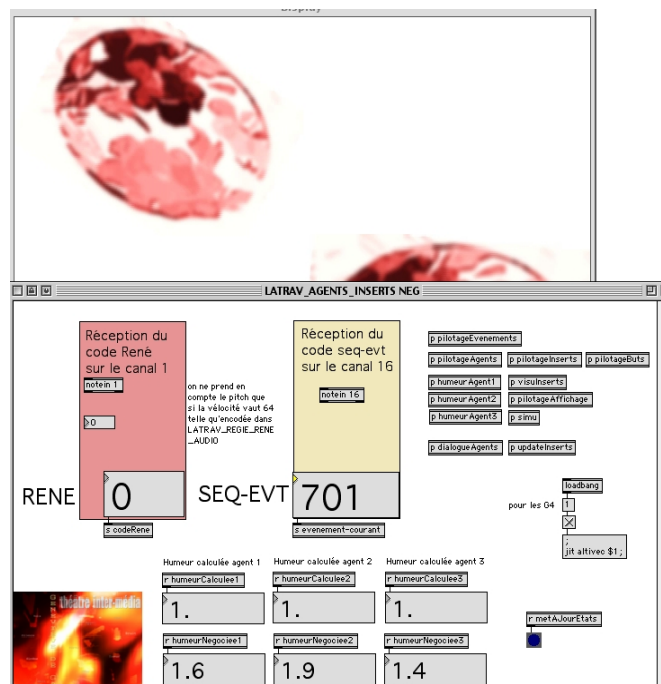 Display
LATRAV_AGENTS_INSERTS NEG
Réception du
code René
sur le canal 1
notein 1
0
on ne prend en
compte le pitch que
si la vélocité vaut 64
telle qu'encodée dans
LATRAV_REGIE_RENE
_AUDIO
RENE
0
s codeRene
Réception du
code seq-evt
sur le canal 16
notein 16
SEQ-EVT
701
s evenement-courant
p pilotageEvenements
p pilotageAgents
p pilotageInserts
p pilotageButs
p humeurAgent1
p visuInserts
p humeurAgent2
p pilotageAffichage
p humeurAgent3
p simu
p dialogueAgents
p updateInserts
loadbang
pour les G4
1
;
jit altivec $1;
Humeur calculée agent 1
Humeur calculée agent 2
Humeur calculée agent 3
r humeurCalculee1
r humeurCalculee2
r humeurCalculee3
1.
1.
1.
r metAJourEtats
r humeurNegociee1
r humeurNegociee2
r humeurNegociee3
1.6
1.9
1.4
théatre inter-media